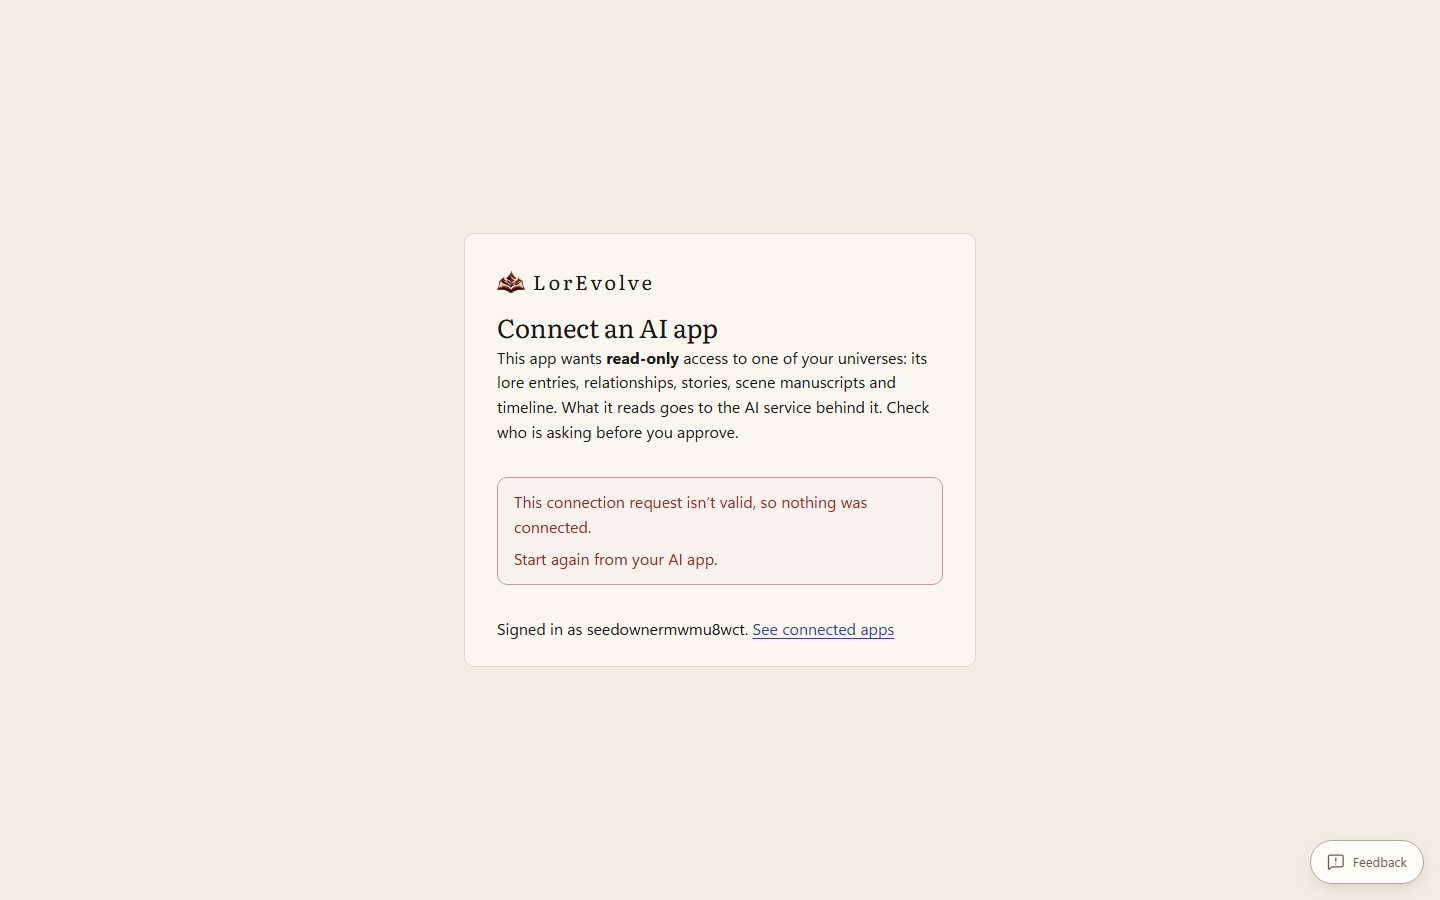 LorEvolve
Connect an AI app
This app wants read-only access to one of your universes: its
lore entries, relationships, stories, scene manuscripts and
timeline. What it reads goes to the AI service behind it. Check
who is asking before you approve.
This connection request isn't valid, so nothing was
connected.
Start again from your AI app.
Signed in as seedownermwmu8wct. See connected apps
Feedback